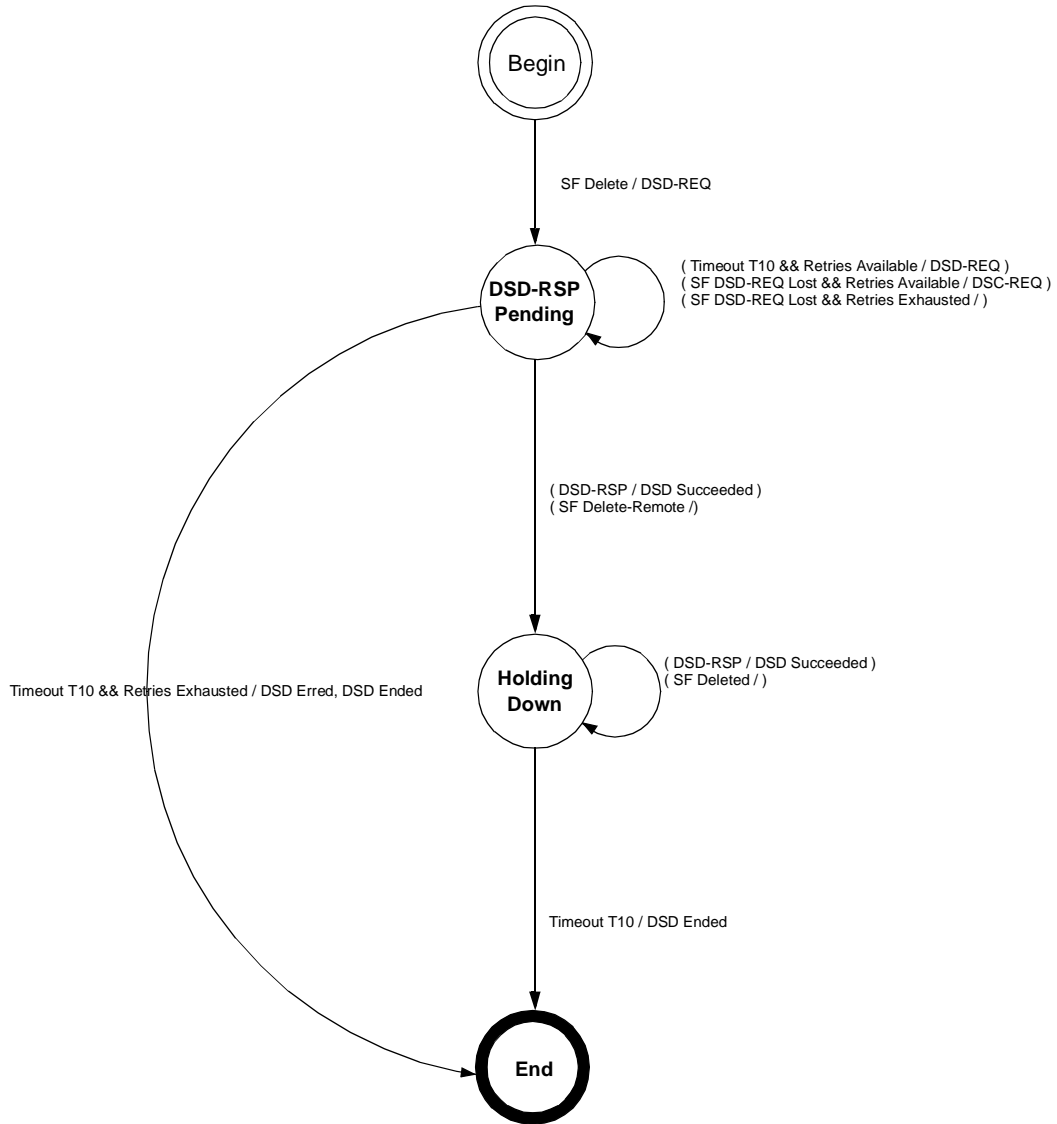 Begin
SF Delete / DSD-REQ
DSD-RSP
Pending
( Timeout T10 && Retries Available / DSD-REQ )
( SF DSD-REQ Lost && Retries Available / DSC-REQ )
( SF DSD-REQ Lost && Retries Exhausted / )
( DSD-RSP / DSD Succeeded )
( SF Delete-Remote /)
Holding
Down
( DSD-RSP / DSD Succeeded )
( SF Deleted / )
Timeout T10 && Retries Exhausted / DSD Erred, DSD Ended
Timeout T10 / DSD Ended
End